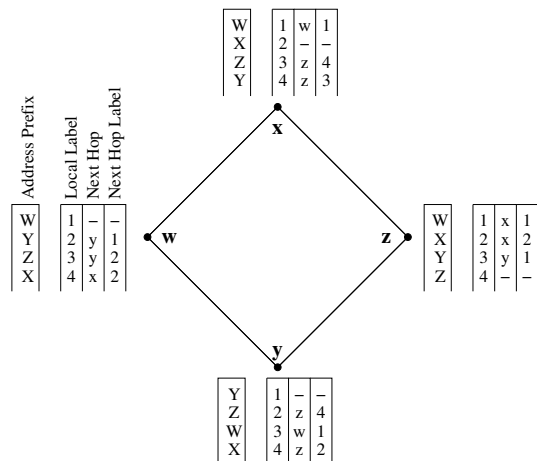 W 1 w 1
X 2 – –
Z 3 z 4
Y 4 z 3
x
Address Prefix
Local Label
Next Hop
Next Hop Label
W 1 – –
Y 2 y 1
Z 3 y 2
X 4 x 2
w
z
W 1 x 1
X 2 x 2
Y 3 y 1
Z 4 – –
y
Y 1 – –
Z 2 z 4
W 3 w 1
X 4 z 2